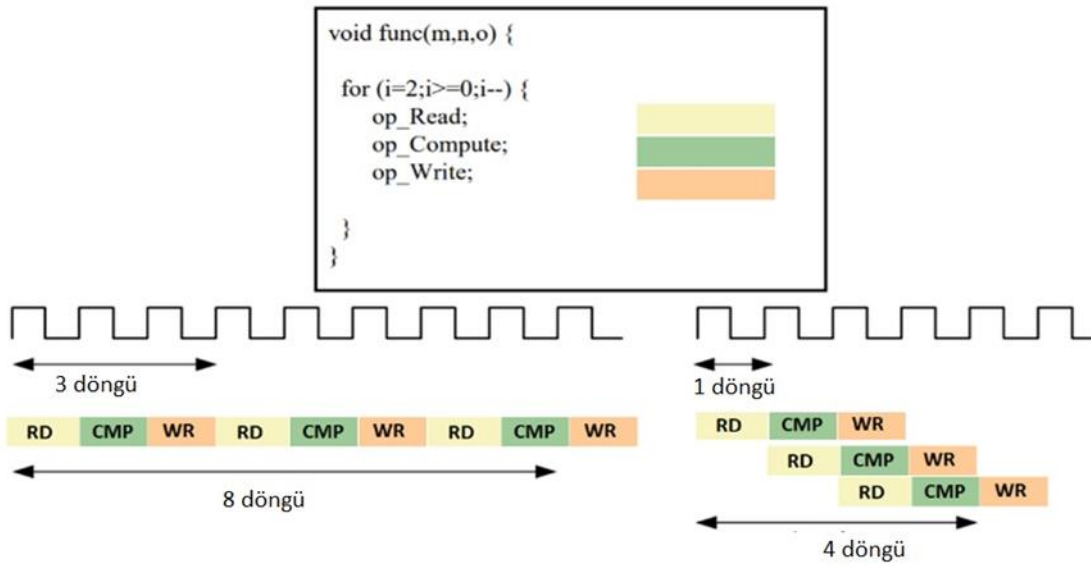 void func(m,n,o) {
for (i=2;i>=0;i--) {
op_Read;
op_Compute;
op_Write;
}
}
3 döngü
RD CMP WR RD CMP WR RD CMP WR
8 döngü
1 döngü
RD CMP WR
RD CMP WR
RD CMP WR
4 döngü